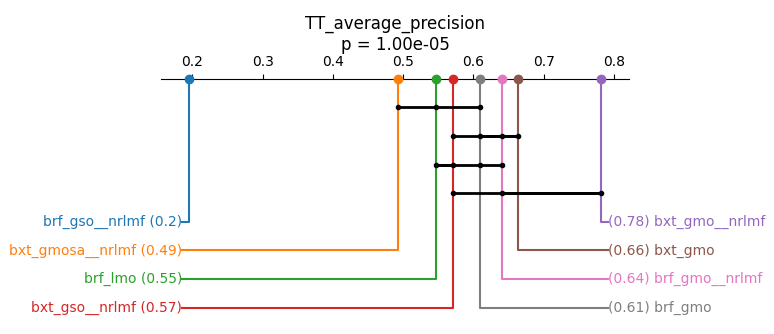 TT_average_precision
p = 1.00e-05
0.2 0.3 0.4 0.5 0.6 0.7 0.8
brf_gso__nrlmf (0.2) (0.78) bxt_gmo__nrlmf
bxt_gmosa__nrlmf (0.49) (0.66) bxt_gmo
brf_lmo (0.55) (0.64) brf_gmo__nrlmf
bxt_gso__nrlmf (0.57) (0.61) brf_gmo